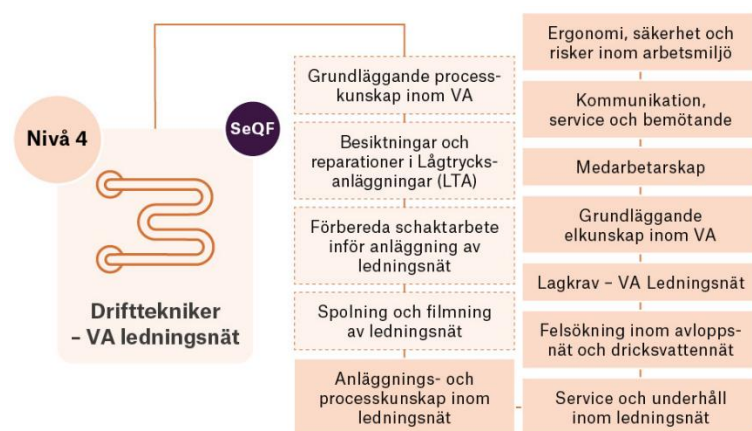 Nivå 4
SeQF
Drifttekniker
– VA ledningsnät
Grundläggande process-
kunskap inom VA
Besiktningar och
reparationer i Lågtrycks-
anläggningar (LTA)
Förbereda schaktarbete
inför anläggning av
ledningsnät
Spolning och filmning
av ledningsnät
Anläggnings- och
processkunskap inom
ledningsnät
Ergonomi, säkerhet och
risker inom arbetsmiljö
Kommunikation,
service och bemötande
Medarbetarskap
Grundläggande
elkunskap inom VA
Lagkrav – VA Ledningsnät
Felsökning inom avlopps-
nät och dricksvattennät
Service och underhåll
inom ledningsnät